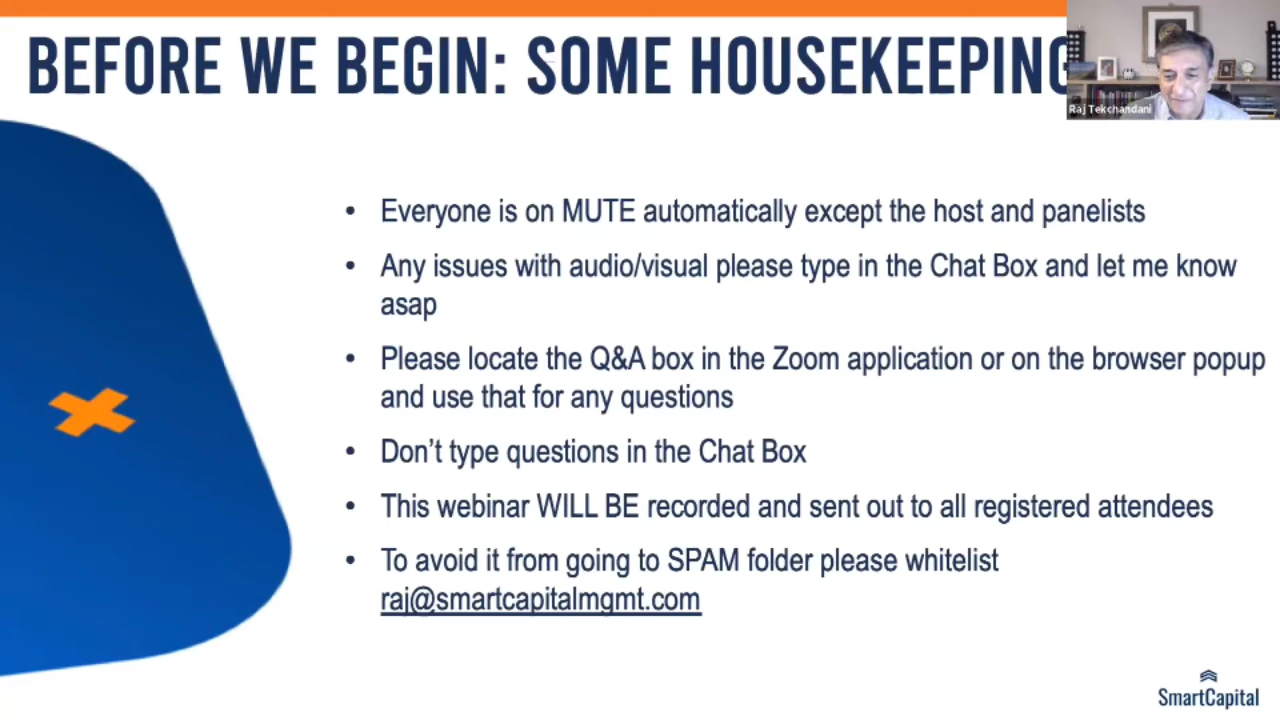 BEFORE WE BEGIN: SOME HOUSEKEEPING
Raj Tekchandani
• Everyone is on MUTE automatically except the host and panelists
• Any issues with audio/visual please type in the Chat Box and let me know
asap
• Please locate the Q&A box in the Zoom application or on the browser popup
and use that for any questions
• Don’t type questions in the Chat Box
• This webinar WILL BE recorded and sent out to all registered attendees
• To avoid it from going to SPAM folder please whitelist
raj@smartcapitalmgmt.com
SmartCapital